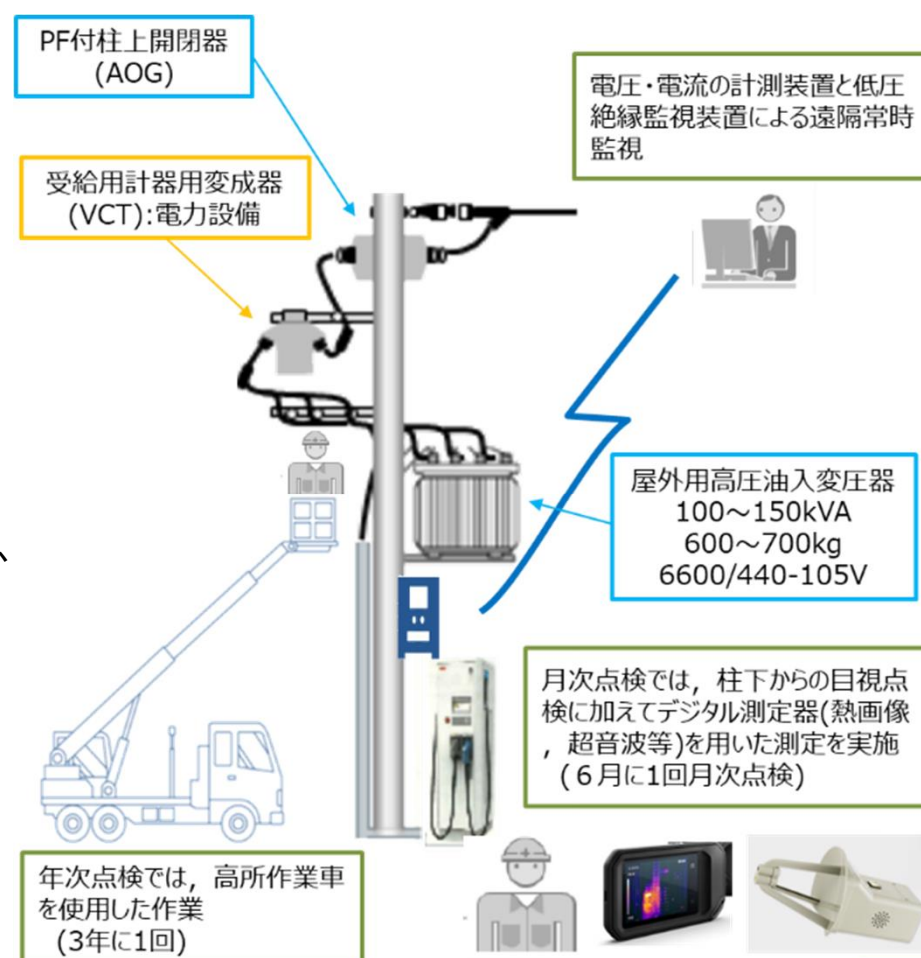 PF付柱上開閉器
(AOG)
電圧・電流の計測装置と低圧
絶縁監視装置による遠隔常時
監視
受給用計器用変成器
(VCT):電力設備
屋外用高圧油入変圧器
100～150kVA
600～700kg
6600/440-105V
月次点検では，柱下からの目視点
検に加えてデジタル測定器(熱画像
，超音波等)を用いた測定を実施
(６月に1回月次点検)
年次点検では，高所作業車
を使用した作業
(3年に1回)